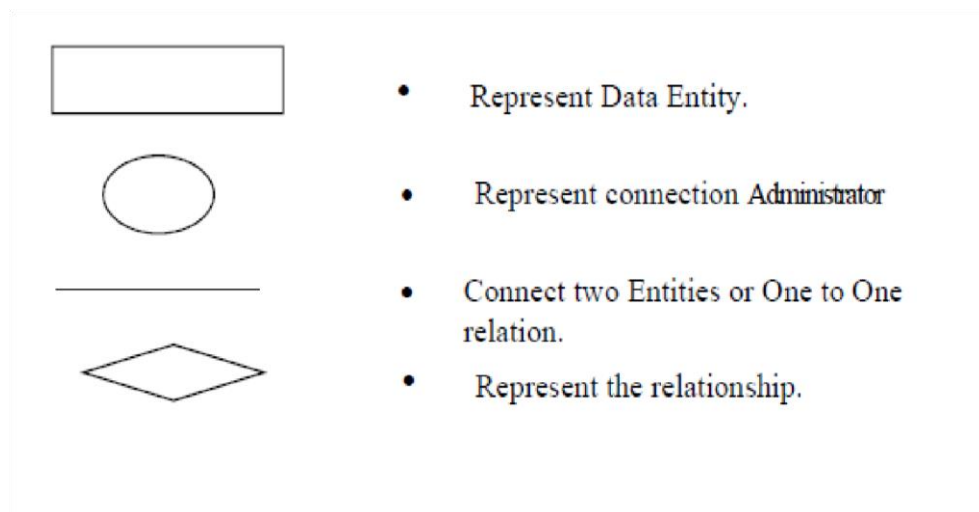 • Represent Data Entity.
• Represent connection Administrator
• Connect two Entities or One to One
relation.
• Represent the relationship.